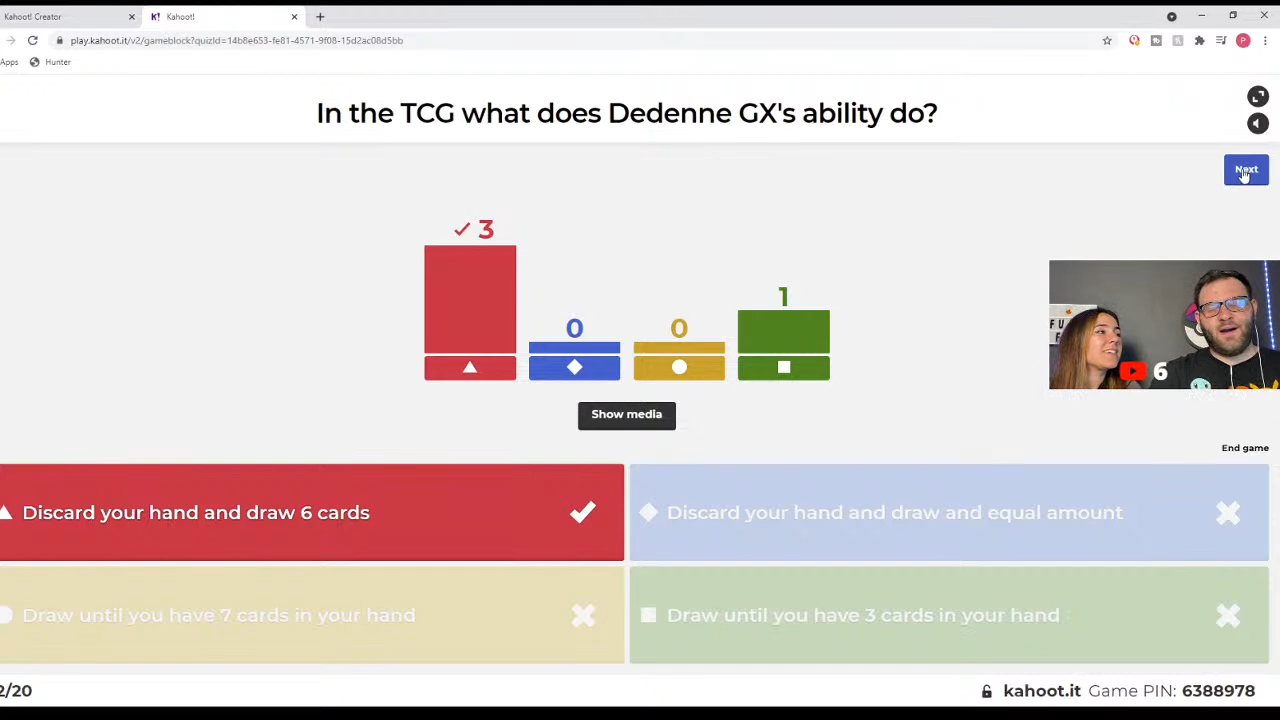 Kahoot! Creator
K! Kahoot!
play.kahoot.it/v2/gameblock?quizId=14b8e653-fe81-4571-9f08-15d2ac08d5bb
P
Apps
Hunter
In the TCG what does Dedenne GX's ability do?
Next
3
0
0
1
6
Show media
End game
Discard your hand and draw 6 cards
Discard your hand and draw and equal amount
Draw until you have 7 cards in your hand
Draw until you have 3 cards in your hand
2/20
kahoot.it Game PIN: 6388978